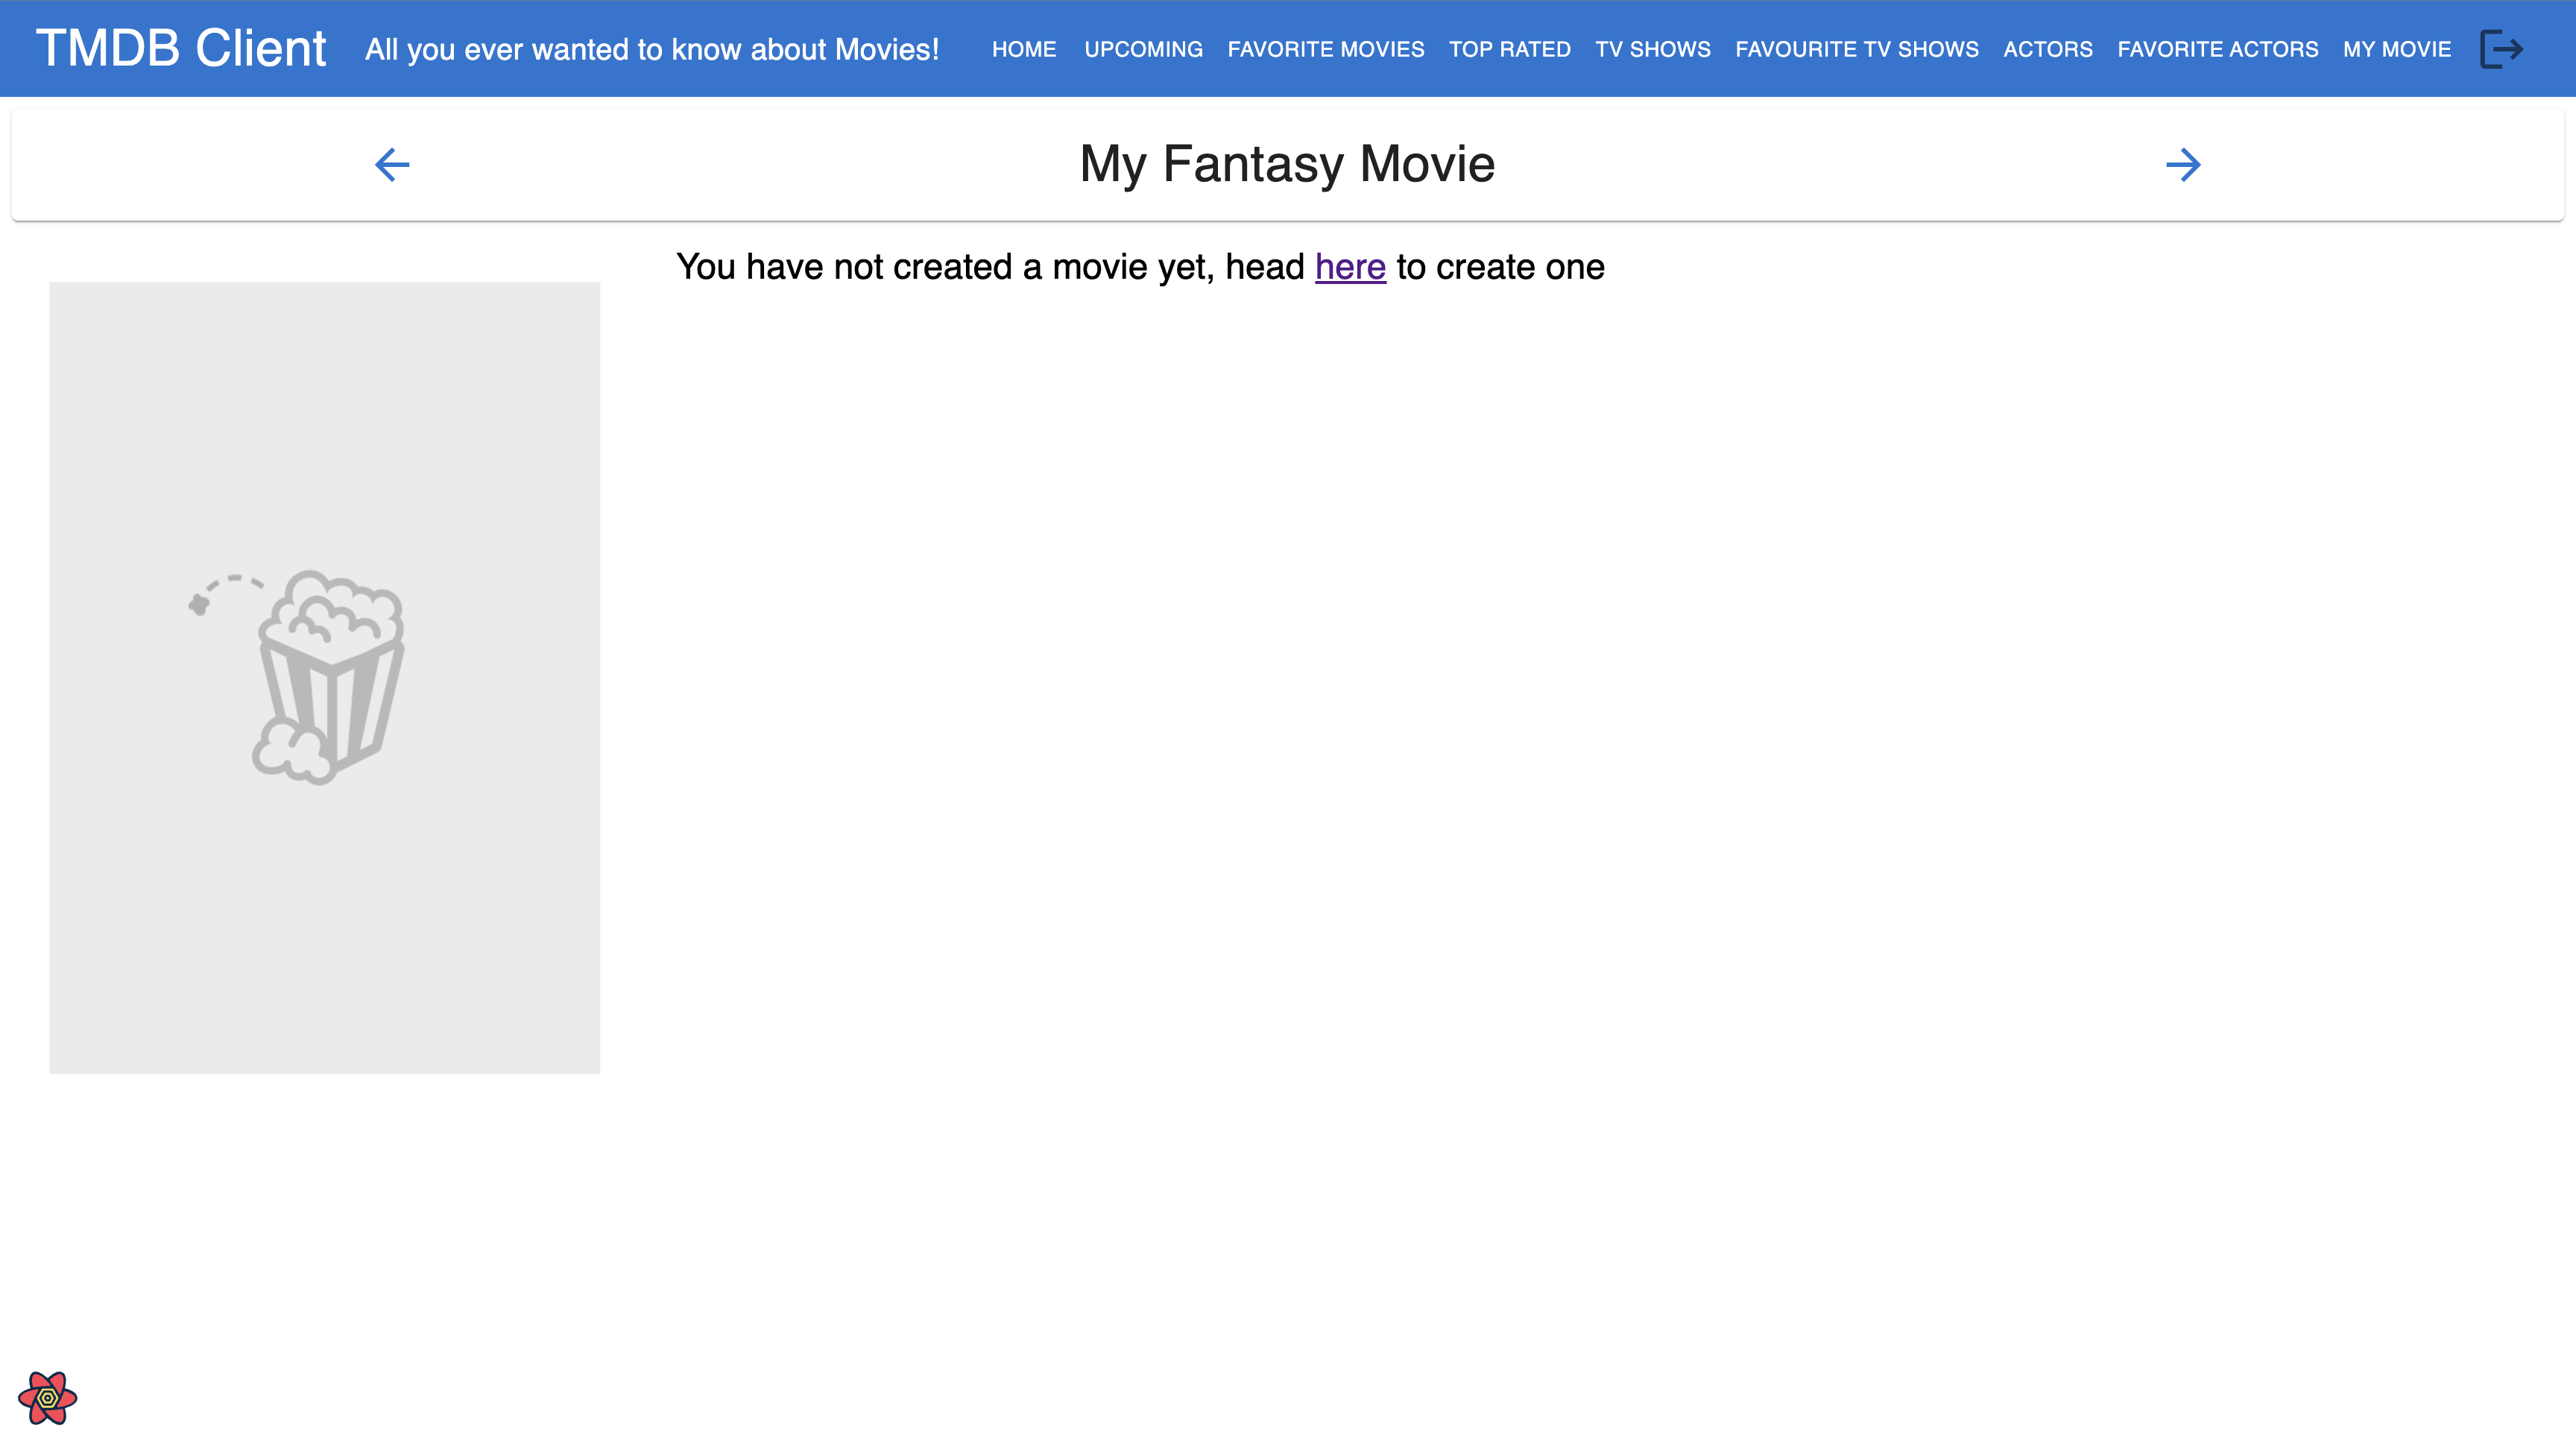 TMDB Client All you ever wanted to know about Movies! HOME UPCOMING FAVORITE MOVIES TOP RATED TV SHOWS FAVOURITE TV SHOWS ACTORS FAVORITE ACTORS MY MOVIE
My Fantasy Movie
You have not created a movie yet, head here to create one